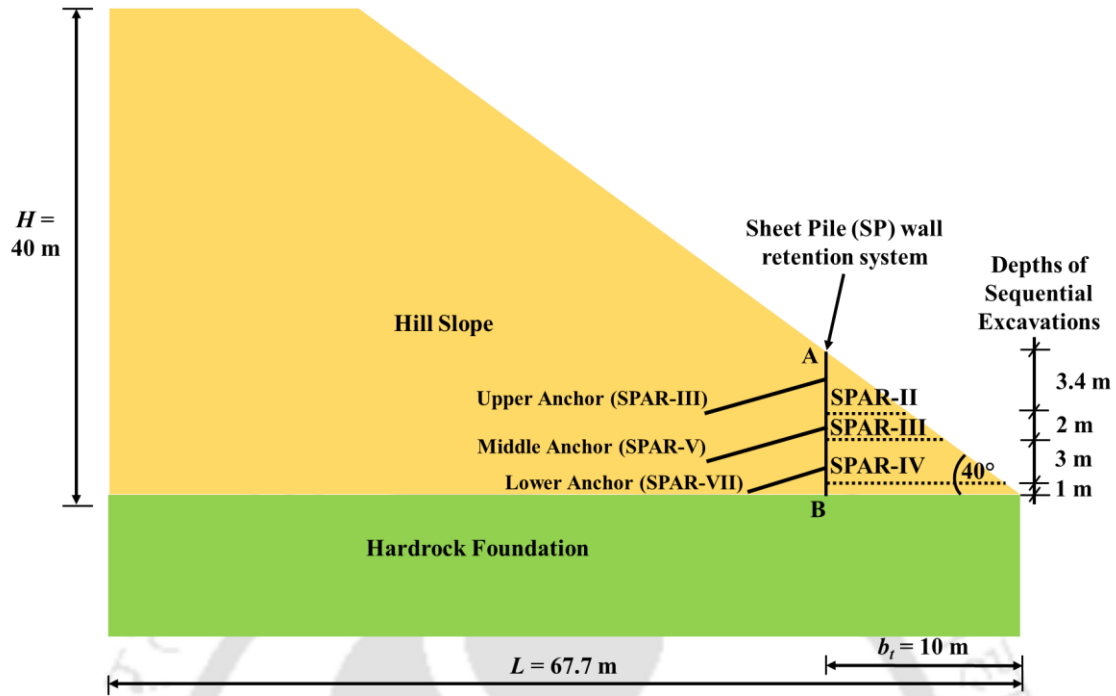 H =
40 m
Sheet Pile (SP) wall
retention system
Depths of
Sequential
Excavations
Hill Slope
A
3.4 m
Upper Anchor (SPAR-III)
SPAR-II
2 m
Middle Anchor (SPAR-V)
SPAR-III
3 m
Lower Anchor (SPAR-VII)
SPAR-IV
40°
1 m
B
Hardrock Foundation
bt = 10 m
L = 67.7 m